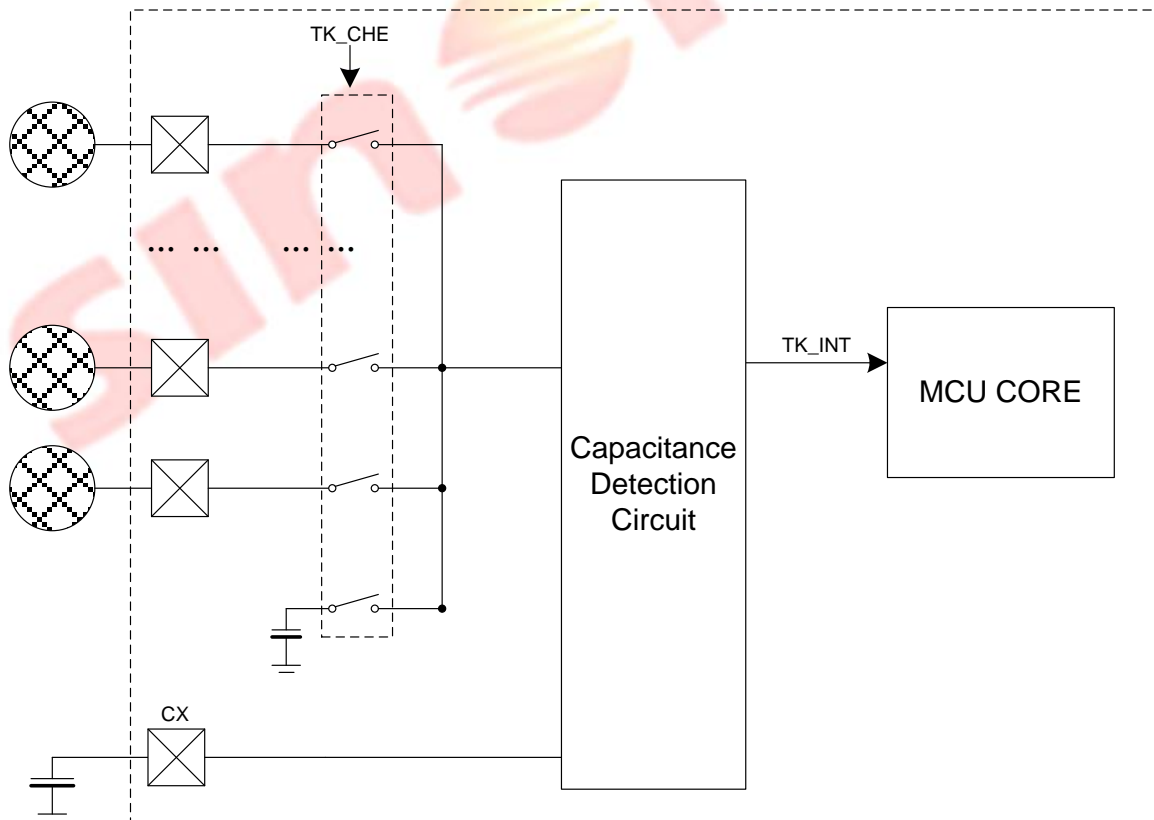 TK_CHE
... ... ... ...
TK_INT
MCU CORE
Capacitance
Detection
Circuit
CX